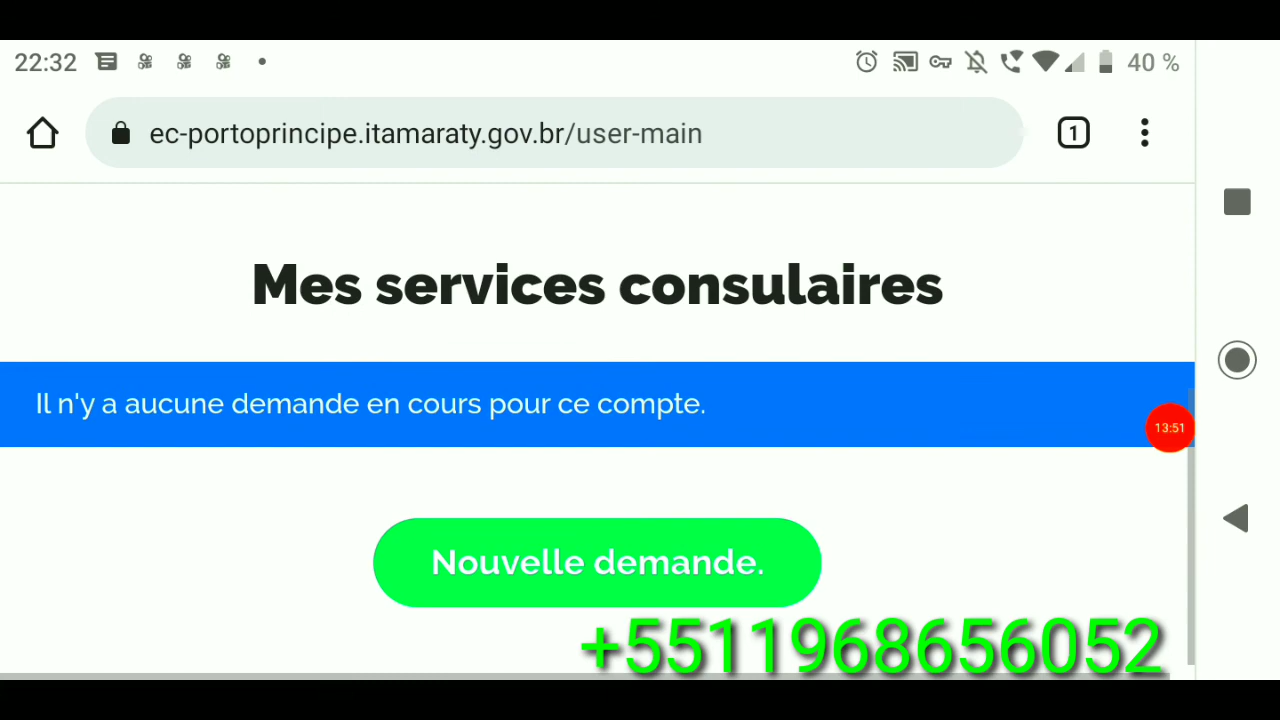 22:32
40 %
ec-portoprincipe.itamaraty.gov.br/user-main
1
Mes services consulaires
Il n'y a aucune demande en cours pour ce compte.
13:51
Nouvelle demande.
+5511968656052